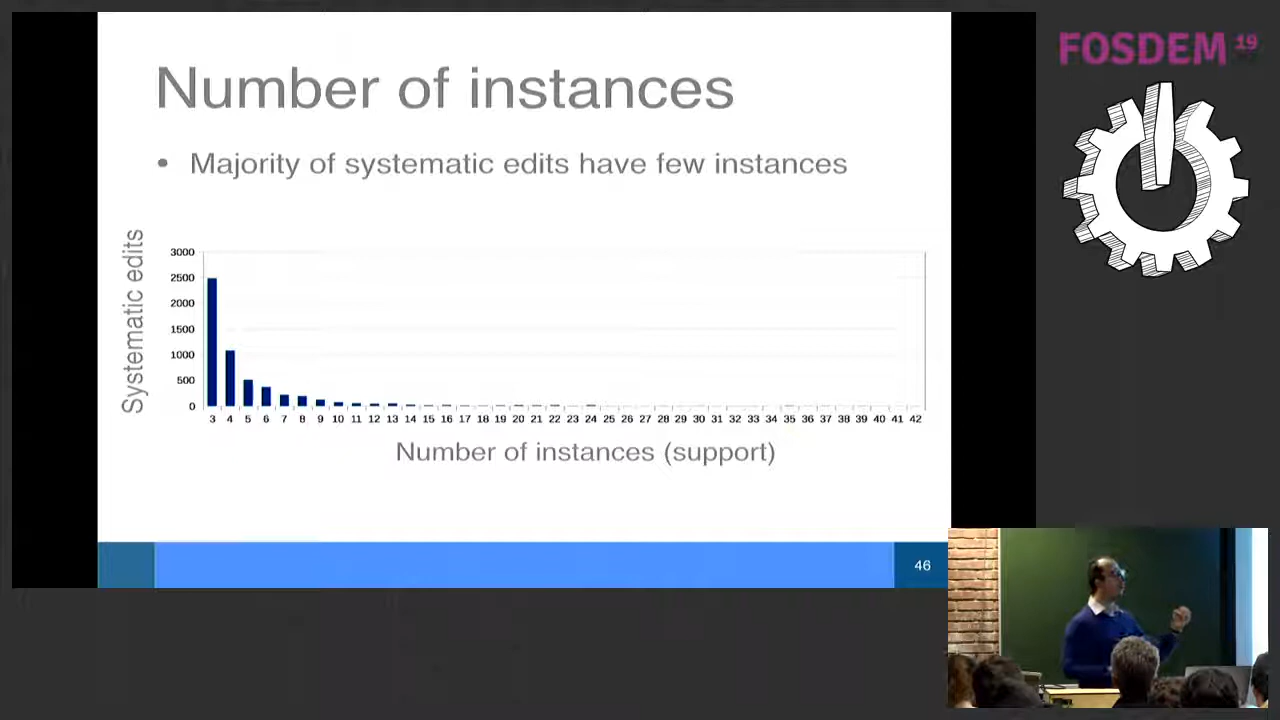 Number of instances
• Majority of systematic edits have few instances
Systematic edits
3000
2500
2000
1500
1000
500
0
3 4 5 6 7 8 9 10 11 12 13 14 15 16 17 18 19 20 21 22 23 24 25 26 27 28 29 30 31 32 33 34 35 36 37 38 39 40 41 42
Number of instances (support)
46
FOSDEM 19